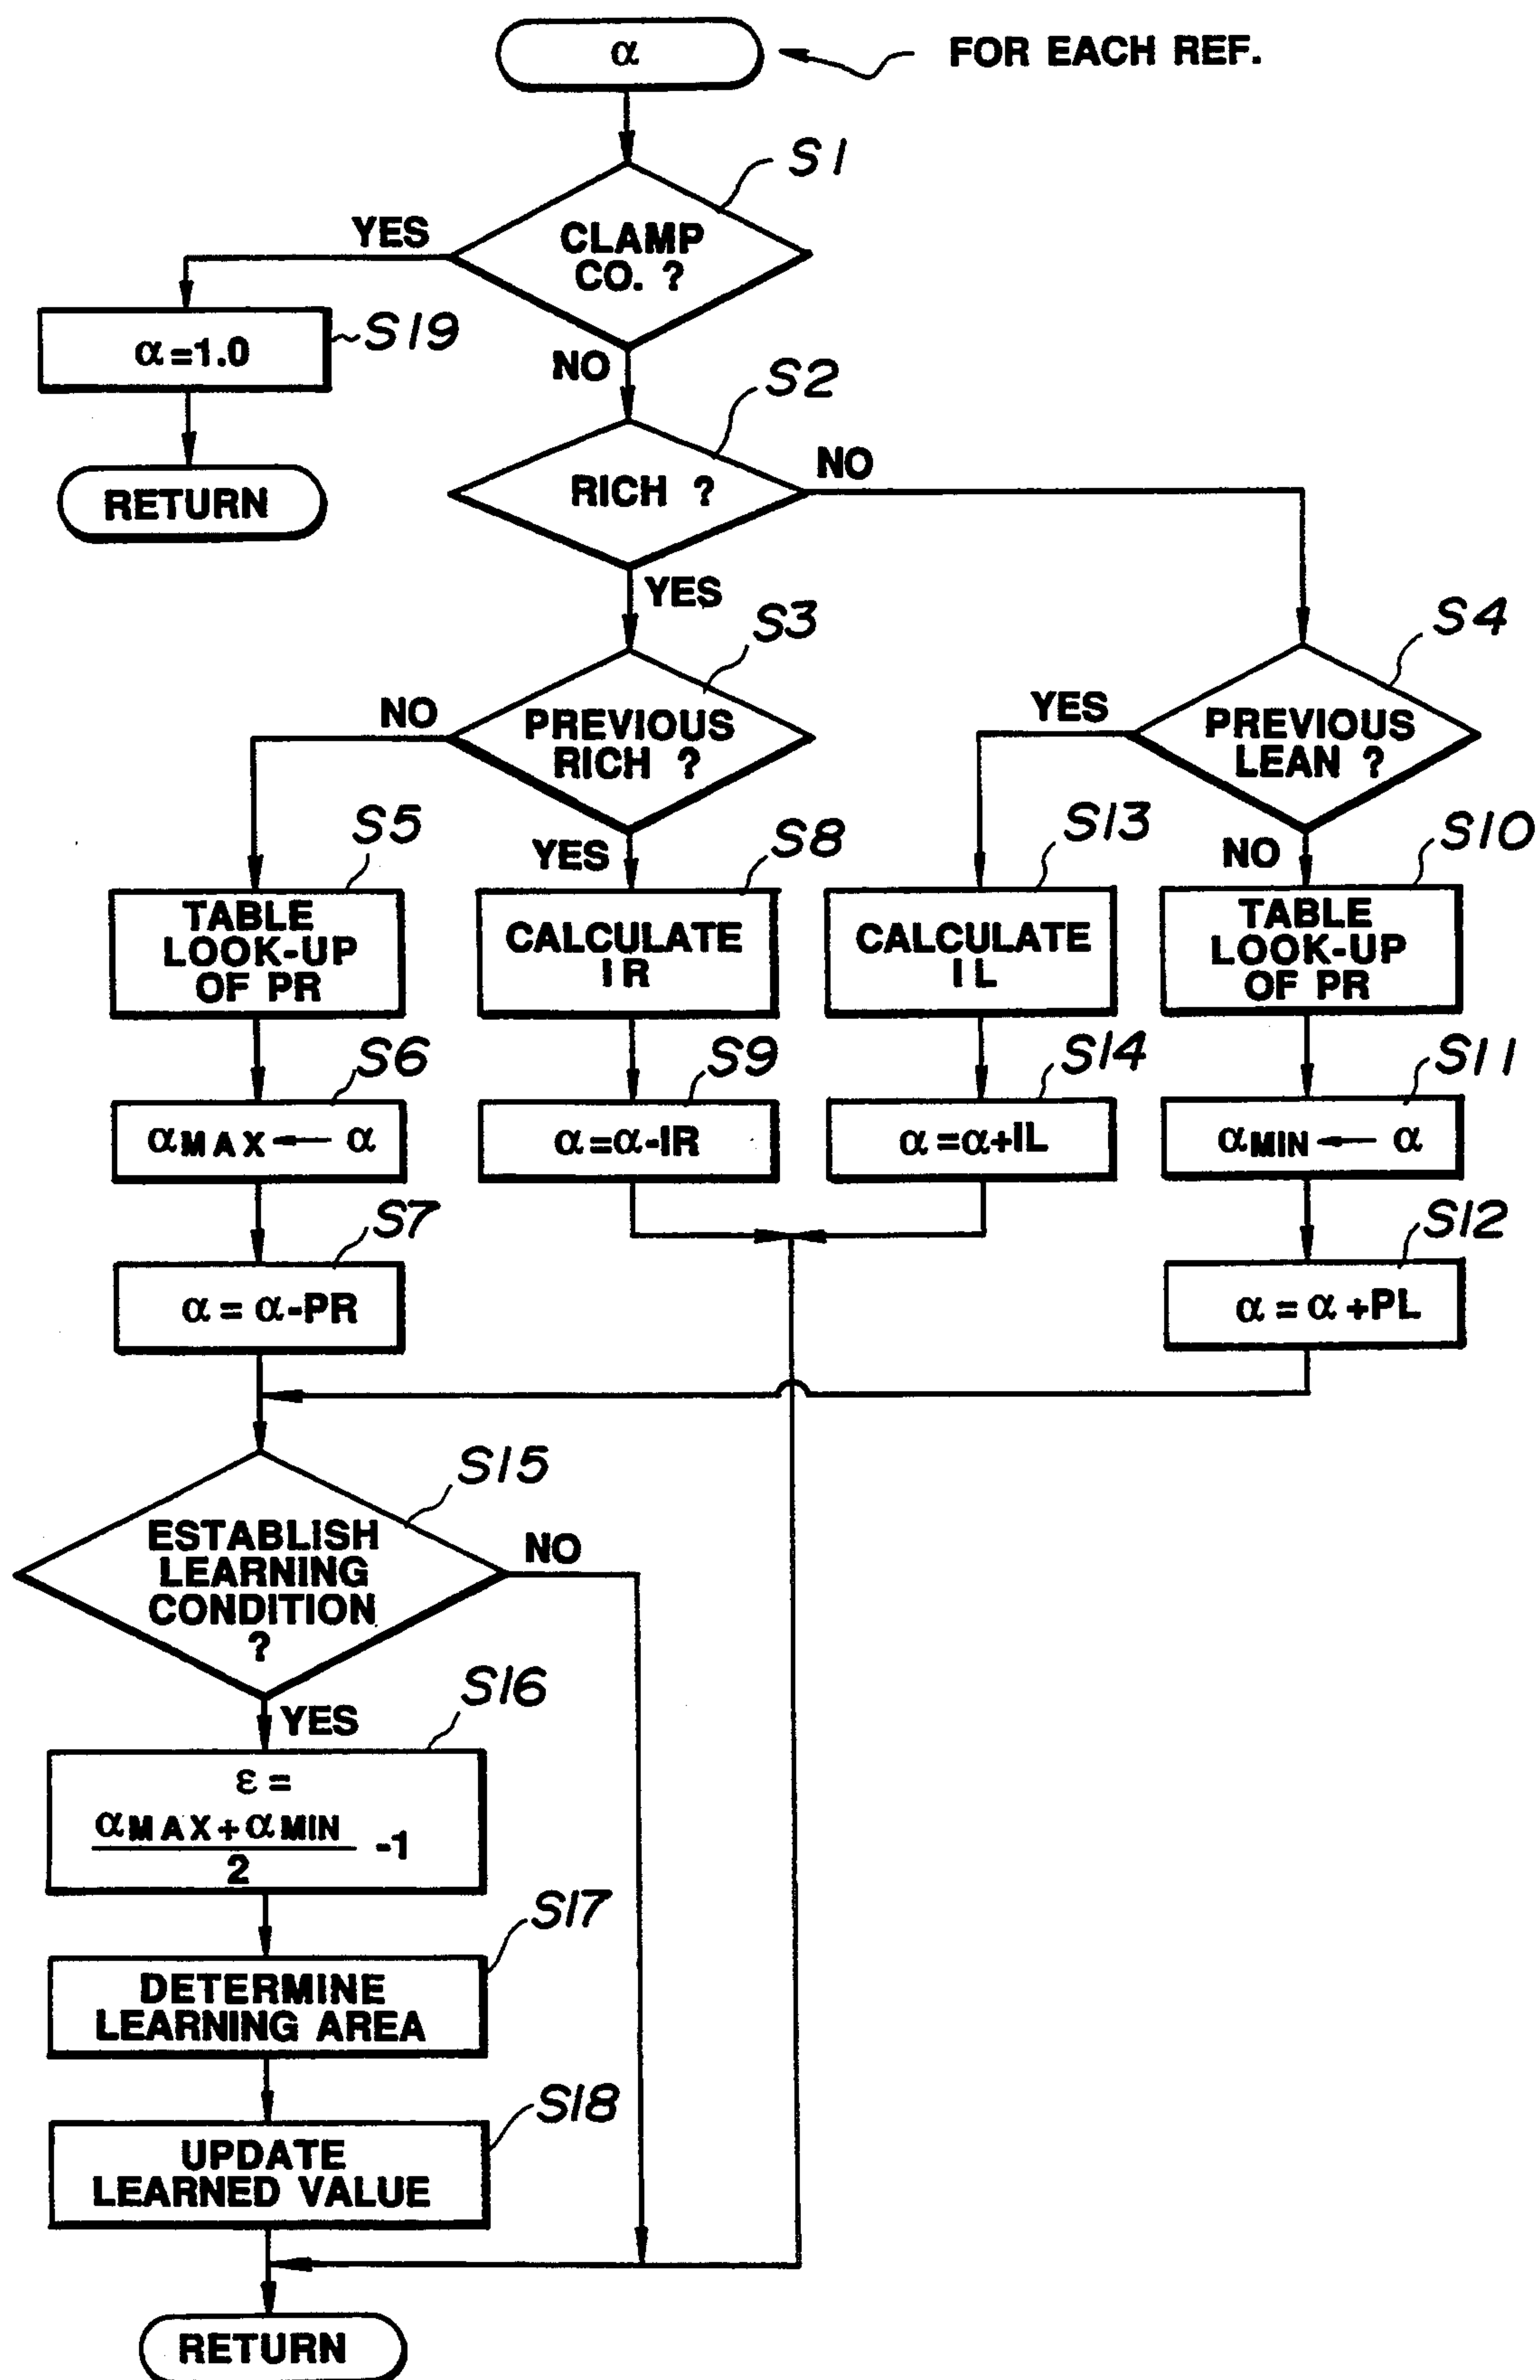 α
FOR EACH REF.
S1
YES
CLAMP
CO. ?
S19
α=1.0
NO
S2
RETURN
RICH ?
NO
YES
S3
S4
NO
PREVIOUS
RICH ?
YES
PREVIOUS
LEAN ?
S5
YES
S8
S13
NO
S10
TABLE
LOOK-UP
OF PR
CALCULATE
IR
CALCULATE
IL
TABLE
LOOK-UP
OF PR
S6
S9
S14
S11
αMAX ← α
α=α-IR
α=α+IL
αMIN ← α
S7
S12
α = α-PR
α = α +PL
S15
ESTABLISH
LEARNING
CONDITION
?
NO
S16
YES
ε =
αMAX+αMIN
2
-1
S17
DETERMINE
LEARNING AREA
S18
UPDATE
LEARNED VALUE
RETURN